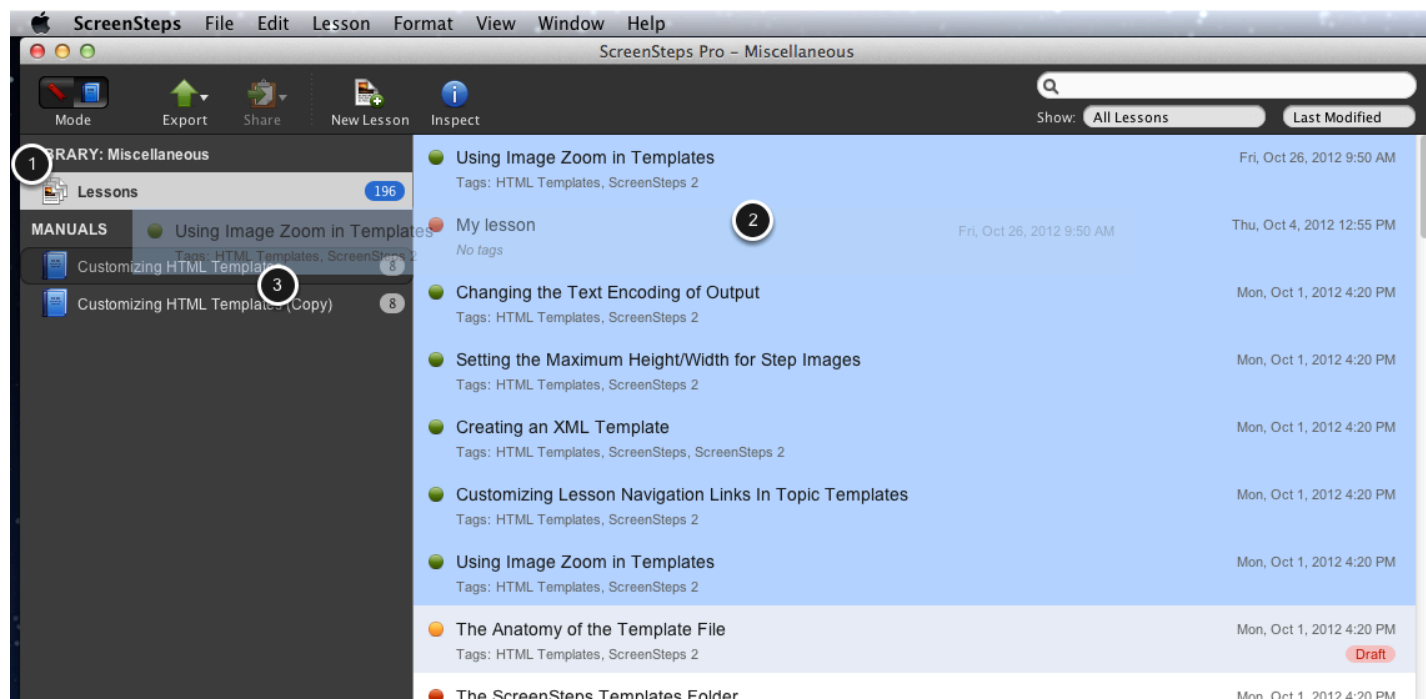 ScreenSteps File Edit Lesson Format View Window Help
ScreenSteps Pro – Miscellaneous
Mode Export Share New Lesson Inspect
Show: All Lessons Last Modified
BRARY: Miscellaneous
1
Lessons 196
MANUALS
Customizing HTML Template 8
3
Customizing HTML Templates (Copy) 8
Using Image Zoom in Templates
Tags: HTML Templates, ScreenSteps 2
Fri, Oct 26, 2012 9:50 AM
Using Image Zoom in Templates Fri, Oct 26, 2012 9:50 AM
Tags: HTML Templates, ScreenSteps 2
My lesson 2 Thu, Oct 4, 2012 12:55 PM
No tags
Changing the Text Encoding of Output Mon, Oct 1, 2012 4:20 PM
Tags: HTML Templates, ScreenSteps 2
Setting the Maximum Height/Width for Step Images Mon, Oct 1, 2012 4:20 PM
Tags: HTML Templates, ScreenSteps 2
Creating an XML Template Mon, Oct 1, 2012 4:20 PM
Tags: HTML Templates, ScreenSteps, ScreenSteps 2
Customizing Lesson Navigation Links In Topic Templates Mon, Oct 1, 2012 4:20 PM
Tags: HTML Templates, ScreenSteps 2
Using Image Zoom in Templates Mon, Oct 1, 2012 4:20 PM
Tags: HTML Templates, ScreenSteps 2
The Anatomy of the Template File Mon, Oct 1, 2012 4:20 PM
Tags: HTML Templates, ScreenSteps 2 Draft
The ScreenSteps Templates Folder Mon, Oct 1, 2012 4:20 PM